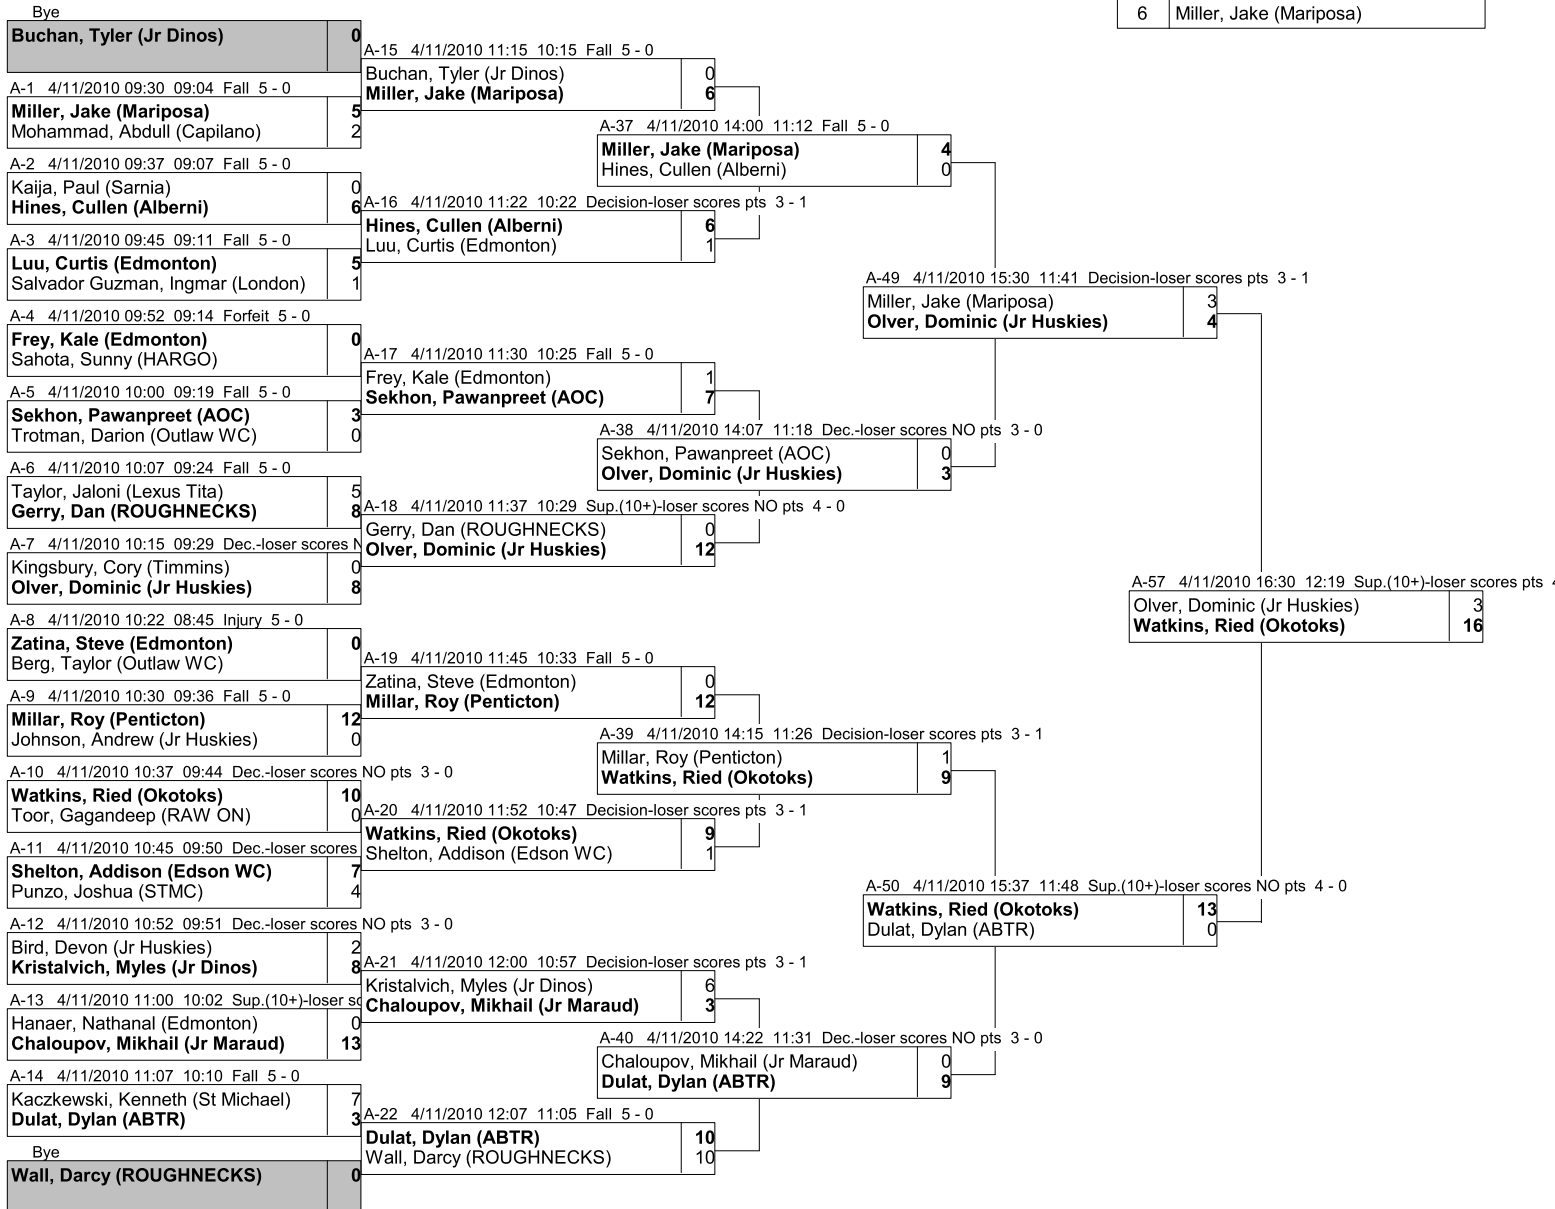 Bye
Buchan, Tyler (Jr Dinos) 0
A-1 4/11/2010 09:30 09:04 Fall 5 - 0
Miller, Jake (Mariposa) 5
Mohammad, Abdull (Capilano) 2
A-2 4/11/2010 09:37 09:07 Fall 5 - 0
Kaija, Paul (Sarnia) 0
Hines, Cullen (Alberni) 6
A-3 4/11/2010 09:45 09:11 Fall 5 - 0
Luu, Curtis (Edmonton) 5
Salvador Guzman, Ingmar (London) 1
A-4 4/11/2010 09:52 09:14 Forfeit 5 - 0
Frey, Kale (Edmonton) 0
Sahota, Sunny (HARGO)
A-5 4/11/2010 10:00 09:19 Fall 5 - 0
Sekhon, Pawanpreet (AOC) 3
Trotman, Darion (Outlaw WC) 0
A-6 4/11/2010 10:07 09:24 Fall 5 - 0
Taylor, Jaloni (Lexus Tita) 5
Gerry, Dan (ROUGHNECKS) 8
A-7 4/11/2010 10:15 09:29 Dec.-loser scores N
Kingsbury, Cory (Timmins) 0
Olver, Dominic (Jr Huskies) 8
A-8 4/11/2010 10:22 08:45 Injury 5 - 0
Zatina, Steve (Edmonton) 0
Berg, Taylor (Outlaw WC)
A-9 4/11/2010 10:30 09:36 Fall 5 - 0
Millar, Roy (Penticton) 12
Johnson, Andrew (Jr Huskies) 0
A-10 4/11/2010 10:37 09:44 Dec.-loser scores NO pts 3 - 0
Watkins, Ried (Okotoks) 10
Toor, Gagandeep (RAW ON) 0
A-11 4/11/2010 10:45 09:50 Dec.-loser scores
Shelton, Addison (Edson WC) 7
Punzo, Joshua (STMC) 4
A-12 4/11/2010 10:52 09:51 Dec.-loser scores NO pts 3 - 0
Bird, Devon (Jr Huskies) 2
Kristalvich, Myles (Jr Dinos) 8
A-13 4/11/2010 11:00 10:02 Sup.(10+)-loser sc
Hanaer, Nathanal (Edmonton) 0
Chaloupov, Mikhail (Jr Maraud) 13
A-14 4/11/2010 11:07 10:10 Fall 5 - 0
Kaczkewski, Kenneth (St Michael) 7
Dulat, Dylan (ABTR) 3
Bye
Wall, Darcy (ROUGHNECKS) 0
A-15 4/11/2010 11:15 10:15 Fall 5 - 0
Buchan, Tyler (Jr Dinos) 0
Miller, Jake (Mariposa) 6
A-16 4/11/2010 11:22 10:22 Decision-loser scores pts 3 - 1
Hines, Cullen (Alberni) 6
Luu, Curtis (Edmonton) 1
A-17 4/11/2010 11:30 10:25 Fall 5 - 0
Frey, Kale (Edmonton) 1
Sekhon, Pawanpreet (AOC) 7
A-18 4/11/2010 11:37 10:29 Sup.(10+)-loser scores NO pts 4 - 0
Gerry, Dan (ROUGHNECKS) 0
Olver, Dominic (Jr Huskies) 12
A-19 4/11/2010 11:45 10:33 Fall 5 - 0
Zatina, Steve (Edmonton) 0
Millar, Roy (Penticton) 12
A-20 4/11/2010 11:52 10:47 Decision-loser scores pts 3 - 1
Watkins, Ried (Okotoks) 9
Shelton, Addison (Edson WC) 1
A-21 4/11/2010 12:00 10:57 Decision-loser scores pts 3 - 1
Kristalvich, Myles (Jr Dinos) 6
Chaloupov, Mikhail (Jr Maraud) 3
A-22 4/11/2010 12:07 11:05 Fall 5 - 0
Dulat, Dylan (ABTR) 10
Wall, Darcy (ROUGHNECKS) 10
A-37 4/11/2010 14:00 11:12 Fall 5 - 0
Miller, Jake (Mariposa) 4
Hines, Cullen (Alberni) 0
A-38 4/11/2010 14:07 11:18 Dec.-loser scores NO pts 3 - 0
Sekhon, Pawanpreet (AOC) 0
Olver, Dominic (Jr Huskies) 3
A-39 4/11/2010 14:15 11:26 Decision-loser scores pts 3 - 1
Millar, Roy (Penticton) 1
Watkins, Ried (Okotoks) 9
A-40 4/11/2010 14:22 11:31 Dec.-loser scores NO pts 3 - 0
Chaloupov, Mikhail (Jr Maraud) 0
Dulat, Dylan (ABTR) 9
A-49 4/11/2010 15:30 11:41 Decision-loser scores pts 3 - 1
Miller, Jake (Mariposa) 3
Olver, Dominic (Jr Huskies) 4
A-50 4/11/2010 15:37 11:48 Sup.(10+)-loser scores NO pts 4 - 0
Watkins, Ried (Okotoks) 13
Dulat, Dylan (ABTR) 0
6 Miller, Jake (Mariposa)
A-57 4/11/2010 16:30 12:19 Sup.(10+)-loser scores pts
Olver, Dominic (Jr Huskies) 3
Watkins, Ried (Okotoks) 16